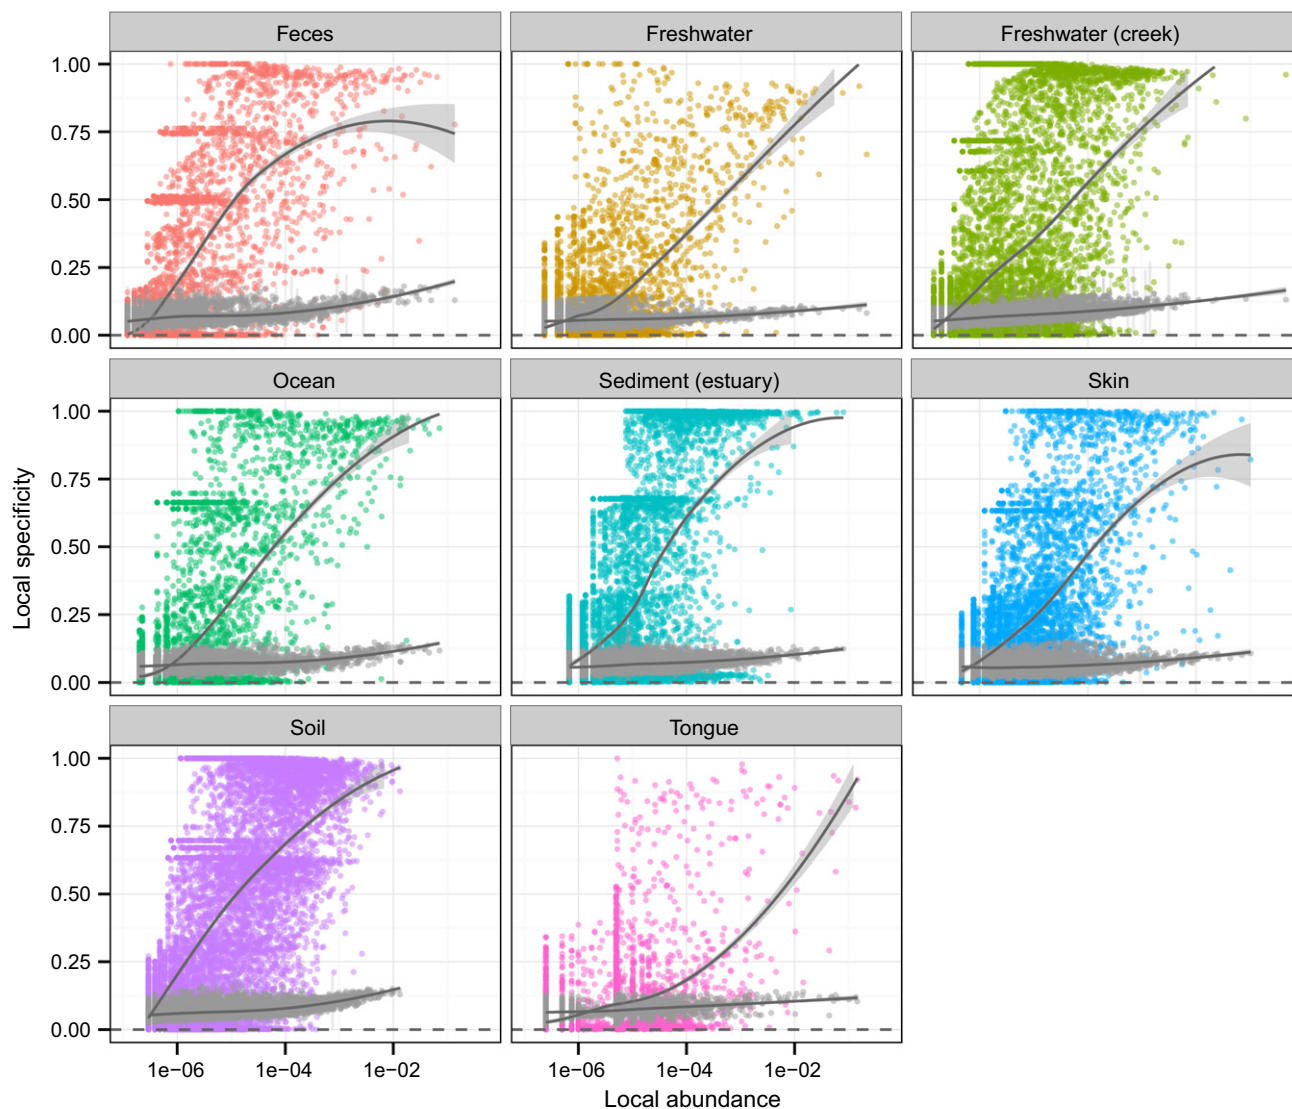 Feces
Freshwater
Freshwater (creek)
1.00
0.75
0.50
0.25
0.00
Ocean
Sediment (estuary)
Skin
Local specificity
1.00
0.75
0.50
0.25
0.00
Soil
Tongue
1.00
0.75
0.50
0.25
0.00
1e−06
1e−04
1e−02
1e−06
1e−04
1e−02
Local abundance